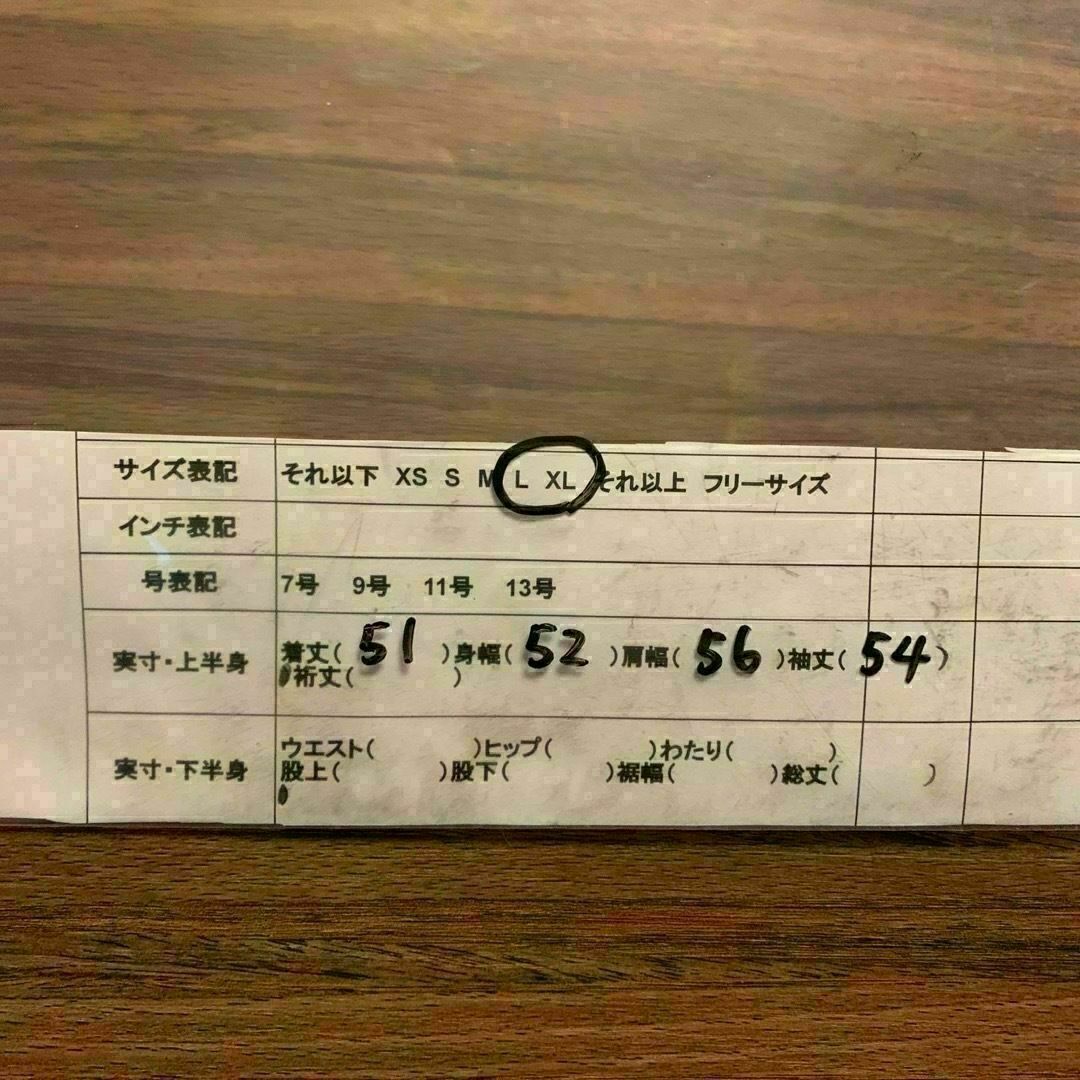 サイズ表記 それ以下 XS S M L XL それ以上 フリーサイズ
インチ表記
号表記 7号 9号 11号 13号
実寸・上半身 着丈( 51 )身幅( 52 )肩幅( 56 )袖丈( 54 )
裄丈( )
実寸・下半身 ウエスト( )ヒップ( )わたり( )
股上( )股下( )裾幅( )総丈( )